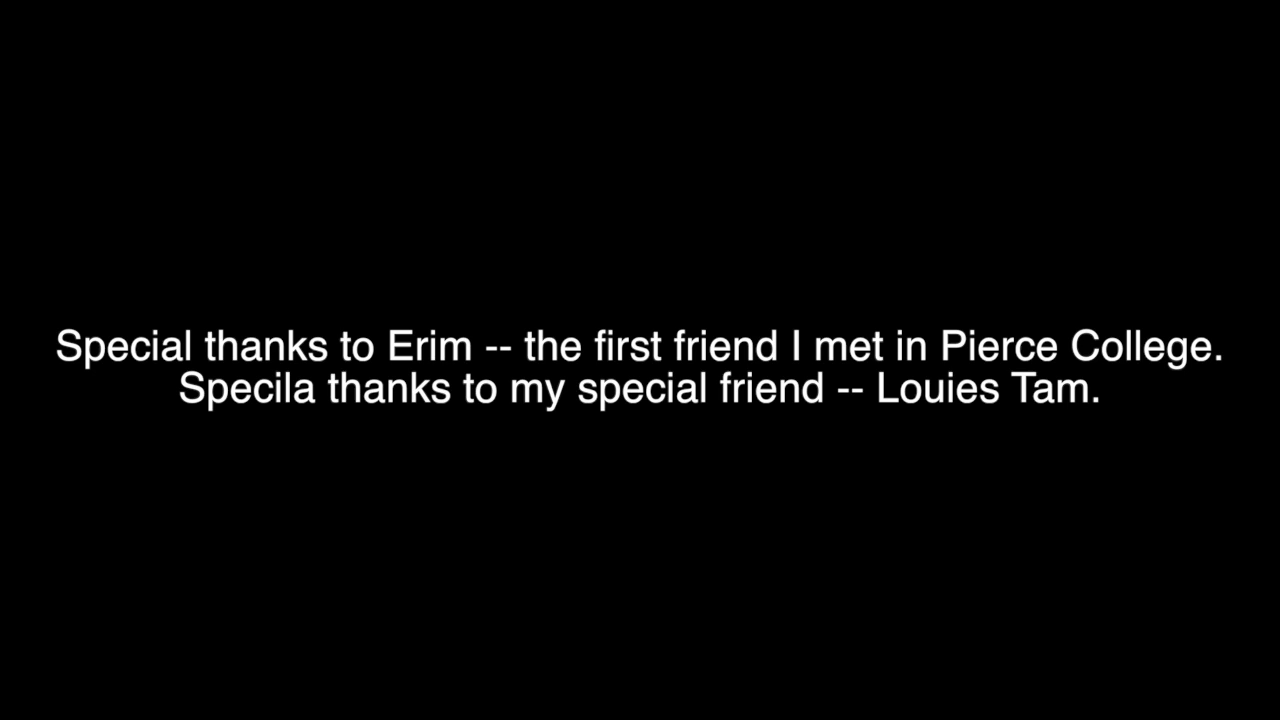 Special thanks to Erim -- the first friend I met in Pierce College.
Specila thanks to my special friend -- Louies Tam.